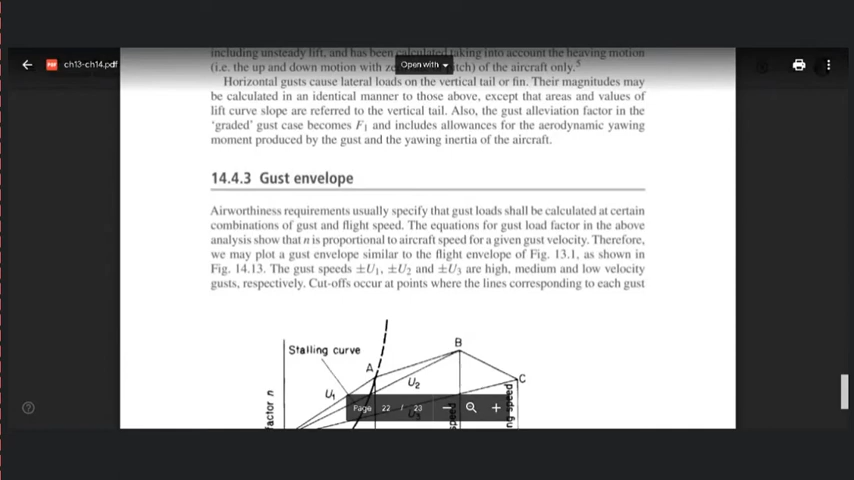 ch13-ch14.pdf
Open with
including unsteady lift, and has been calculated taking into account the heaving motion
(i.e. the up and down motion with tch) of the aircraft only.5
Horizontal gusts cause lateral loads on the vertical tail or fin. Their magnitudes may
be calculated in an identical manner to those above, except that areas and values of
lift curve slope are referred to the vertical tail. Also, the gust alleviation factor in the
'graded' gust case becomes F1 and includes allowances for the aerodynamic yawing
moment produced by the gust and the yawing inertia of the aircraft.
14.4.3 Gust envelope
Airworthiness requirements usually specify that gust loads shall be calculated at certain
combinations of gust and flight speed. The equations for gust load factor in the above
analysis show that n is proportional to aircraft speed for a given gust velocity. Therefore,
we may plot a gust envelope similar to the flight envelope of Fig. 13.1, as shown in
Fig. 14.13. The gust speeds ±U1, ±U2 and ±U3 are high, medium and low velocity
gusts, respectively. Cut-offs occur at points where the lines corresponding to each gust
B
Stalling curve
A
C
U2
U1
factor n
Page 22 / 23
speed
ng speed